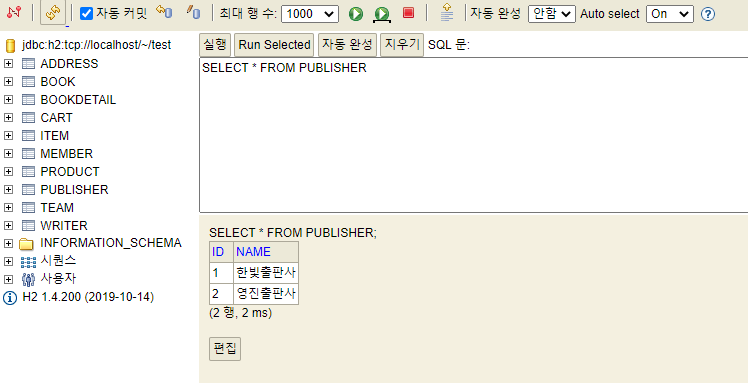 자동 커밋 최대 행 수: 1000 자동 완성 안함 Auto select On
jdbc:h2:tcp://localhost/~/test
ADDRESS
BOOK
BOOKDETAIL
CART
ITEM
MEMBER
PRODUCT
PUBLISHER
TEAM
WRITER
INFORMATION_SCHEMA
시퀀스
사용자
H2 1.4.200 (2019-10-14)
실행 Run Selected 자동 완성 지우기 SQL 문:
SELECT * FROM PUBLISHER
SELECT * FROM PUBLISHER;
ID NAME
1 한빛출판사
2 영진출판사
(2 행, 2 ms)
편집